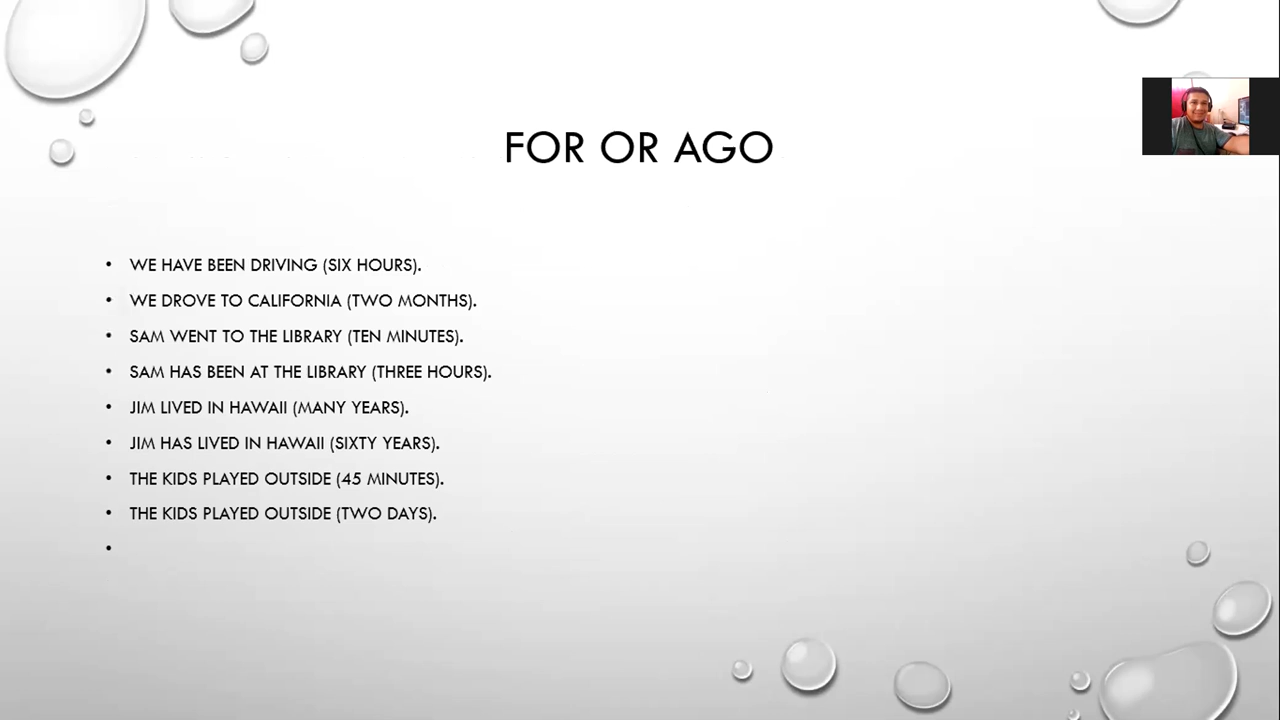 FOR OR AGO
• WE HAVE BEEN DRIVING (SIX HOURS).
• WE DROVE TO CALIFORNIA (TWO MONTHS).
• SAM WENT TO THE LIBRARY (TEN MINUTES).
• SAM HAS BEEN AT THE LIBRARY (THREE HOURS).
• JIM LIVED IN HAWAII (MANY YEARS).
• JIM HAS LIVED IN HAWAII (SIXTY YEARS).
• THE KIDS PLAYED OUTSIDE (45 MINUTES).
• THE KIDS PLAYED OUTSIDE (TWO DAYS).
•